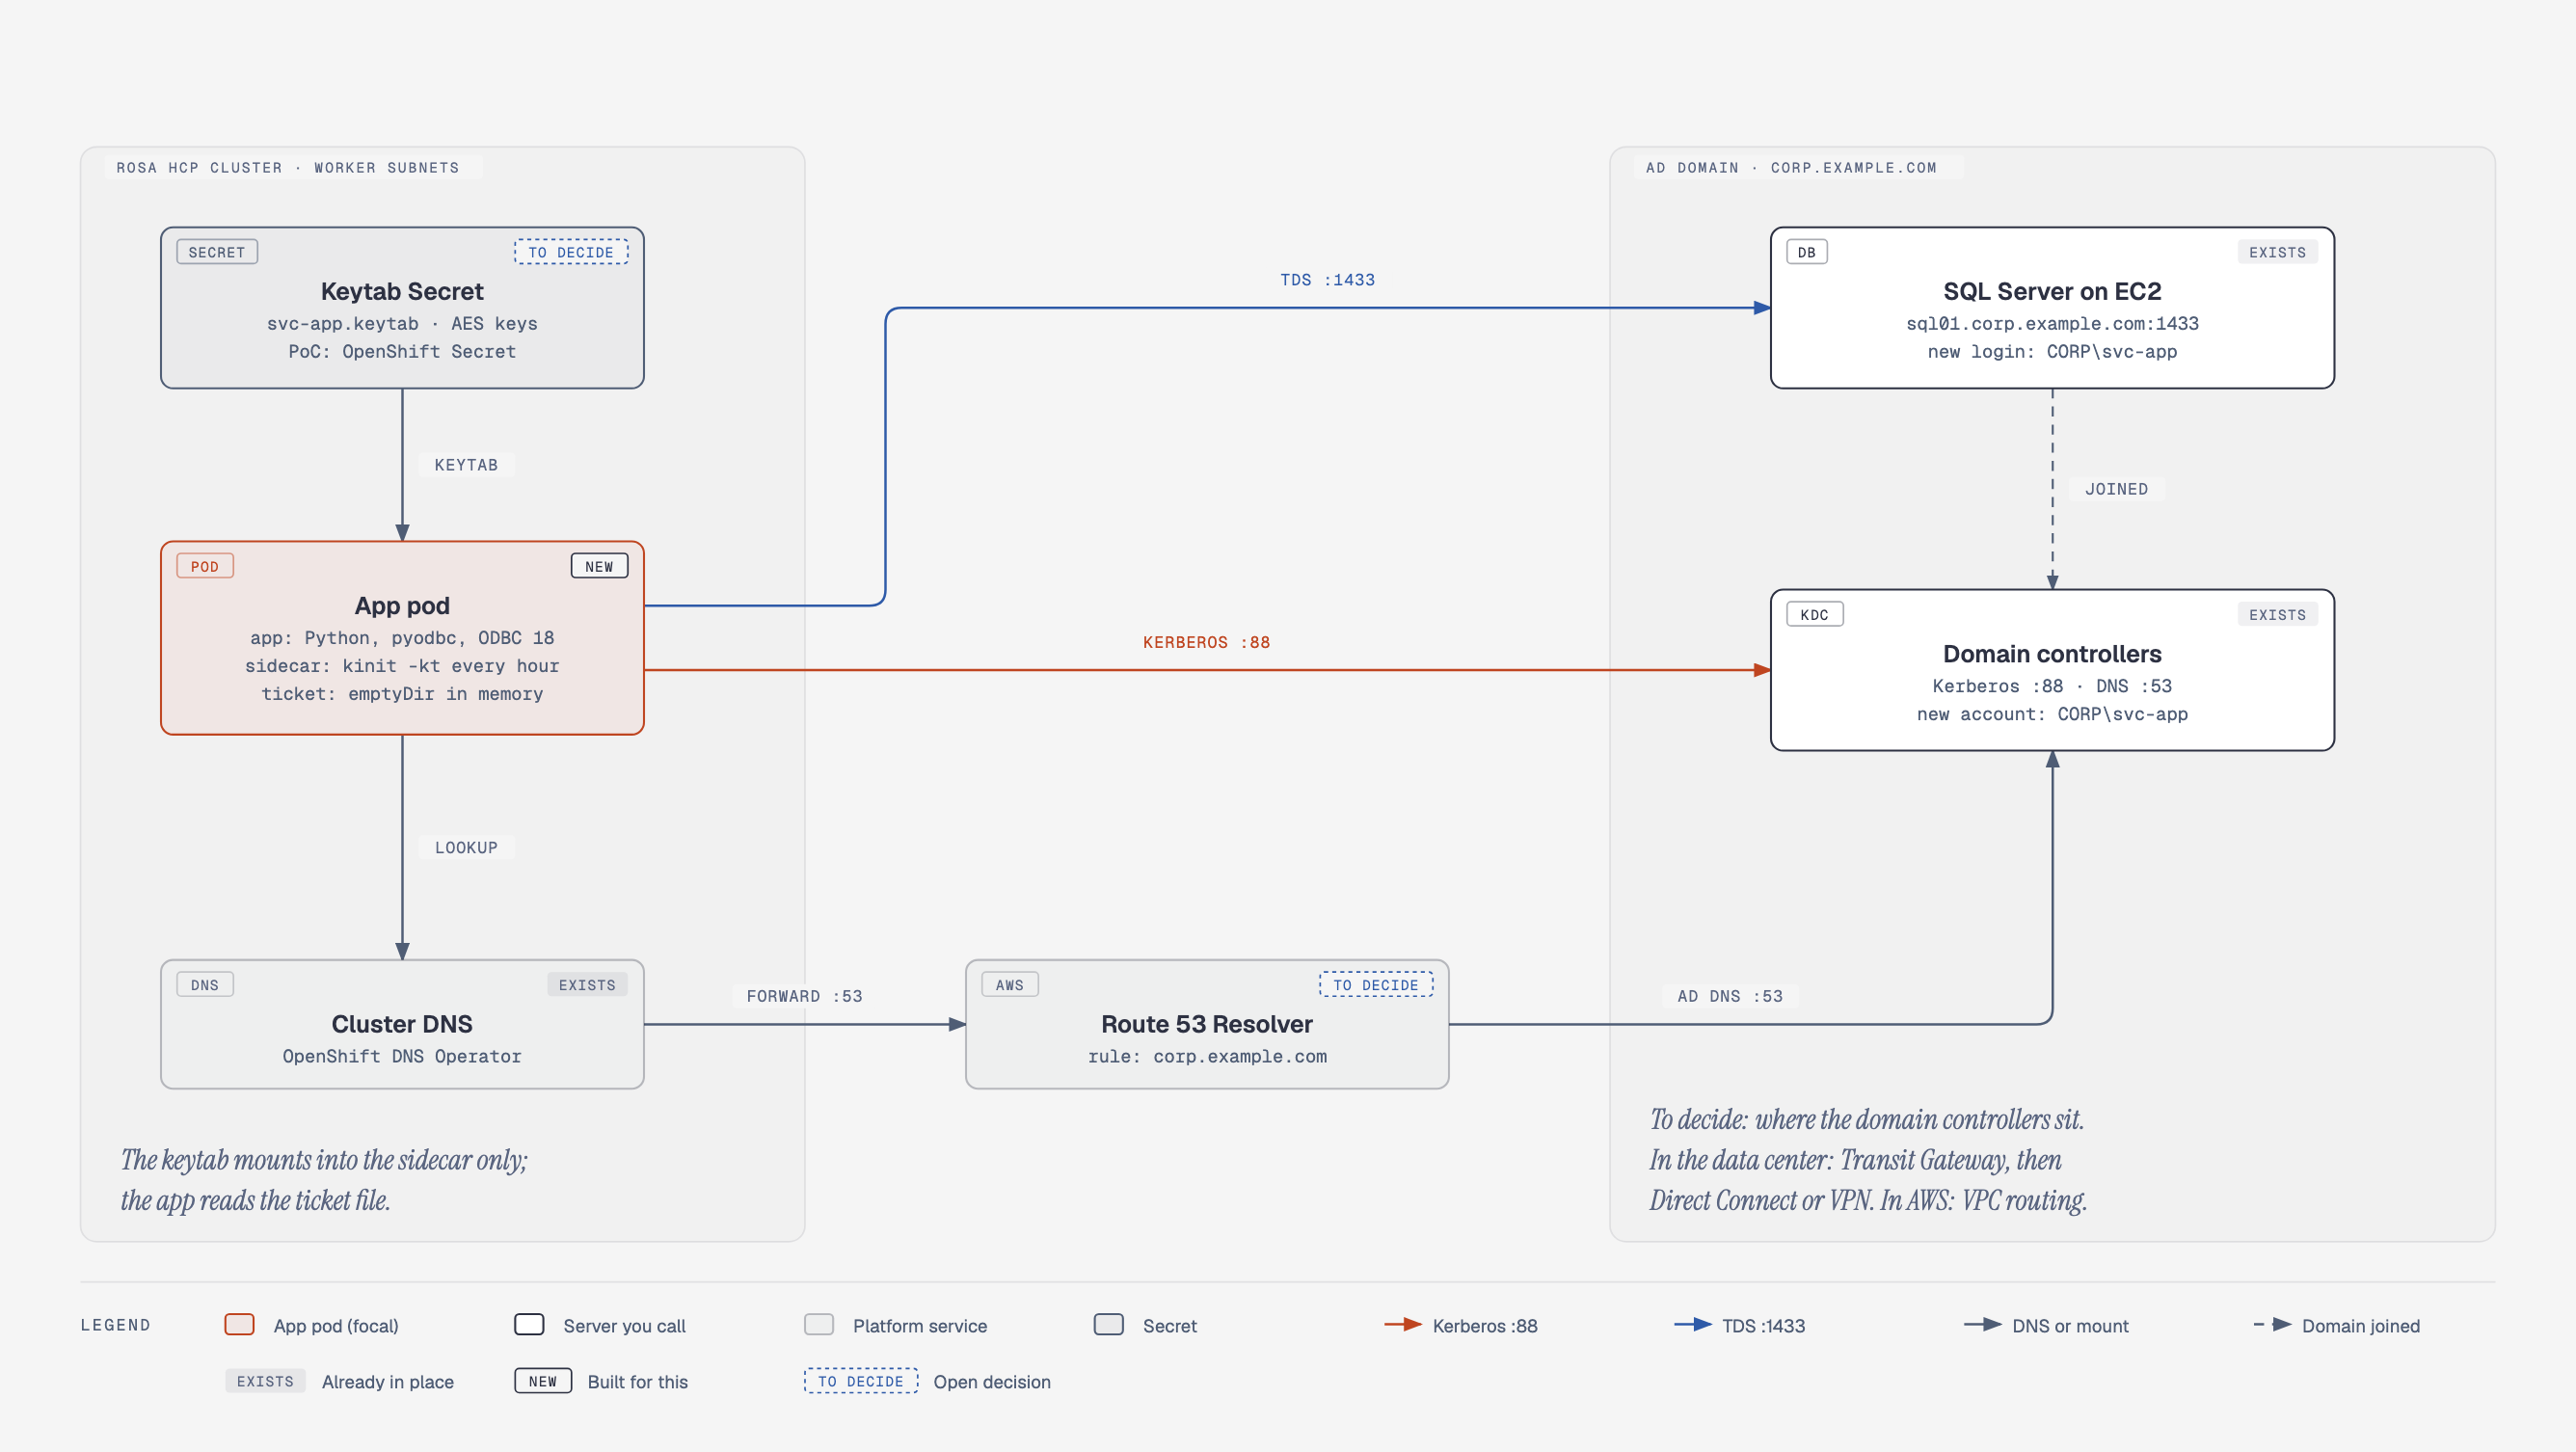 ROSA HCP CLUSTER · WORKER SUBNETS
SECRET
TO DECIDE
Keytab Secret
svc-app.keytab · AES keys
PoC: OpenShift Secret
KEYTAB
POD
NEW
App pod
app: Python, pyodbc, ODBC 18
sidecar: kinit -kt every hour
ticket: emptyDir in memory
LOOKUP
DNS
EXISTS
Cluster DNS
OpenShift DNS Operator
The keytab mounts into the sidecar only;
the app reads the ticket file.
TDS :1433
KERBEROS :88
FORWARD :53
AWS
TO DECIDE
Route 53 Resolver
rule: corp.example.com
AD DNS :53
AD DOMAIN · CORP.EXAMPLE.COM
DB
EXISTS
SQL Server on EC2
sql01.corp.example.com:1433
new login: CORP\svc-app
JOINED
KDC
EXISTS
Domain controllers
Kerberos :88 · DNS :53
new account: CORP\svc-app
To decide: where the domain controllers sit.
In the data center: Transit Gateway, then
Direct Connect or VPN. In AWS: VPC routing.
LEGEND
App pod (focal)
Server you call
Platform service
Secret
Kerberos :88
TDS :1433
DNS or mount
Domain joined
EXISTS
Already in place
NEW
Built for this
TO DECIDE
Open decision